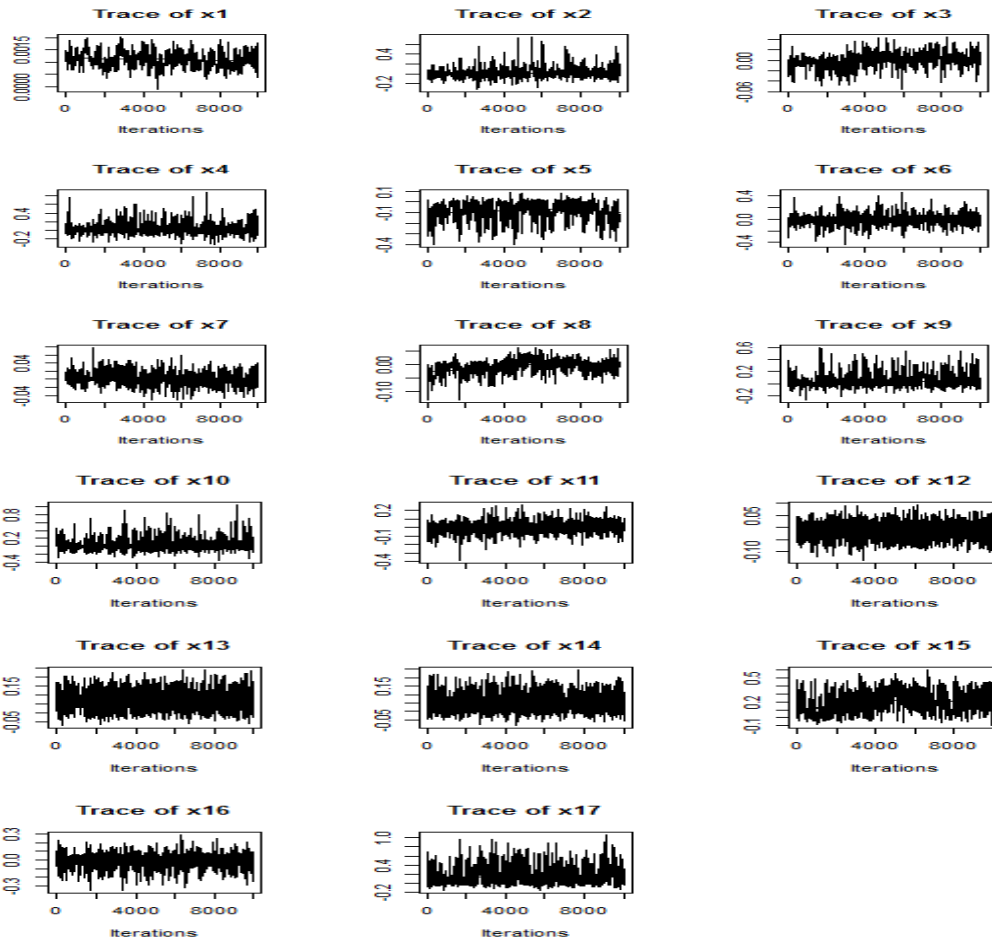 Trace of x1 Trace of x2 Trace of x3
0.0015 0.4 0.00
0.0000 -0.2 -0.06
0 4000 8000 0 4000 8000 0 4000 8000
Iterations Iterations Iterations
Trace of x4 Trace of x5 Trace of x6
0.4 0.1 0.4
-0.2 -0.1 0.0
-0.4 -0.4
0 4000 8000 0 4000 8000 0 4000 8000
Iterations Iterations Iterations
Trace of x7 Trace of x8 Trace of x9
0.04 0.00 0.6
-0.04 -0.10 0.2
-0.2
0 4000 8000 0 4000 8000 0 4000 8000
Iterations Iterations Iterations
Trace of x10 Trace of x11 Trace of x12
0.8 0.2 0.05
0.2 -0.1 -0.10
-0.4 -0.4
0 4000 8000 0 4000 8000 0 4000 8000
Iterations Iterations Iterations
Trace of x13 Trace of x14 Trace of x15
0.15 0.15 0.5
-0.05 -0.05 0.2
-0.1
0 4000 8000 0 4000 8000 0 4000 8000
Iterations Iterations Iterations
Trace of x16 Trace of x17
0.3 1.0
0.0 0.4
-0.3 -0.2
0 4000 8000 0 4000 8000
Iterations Iterations